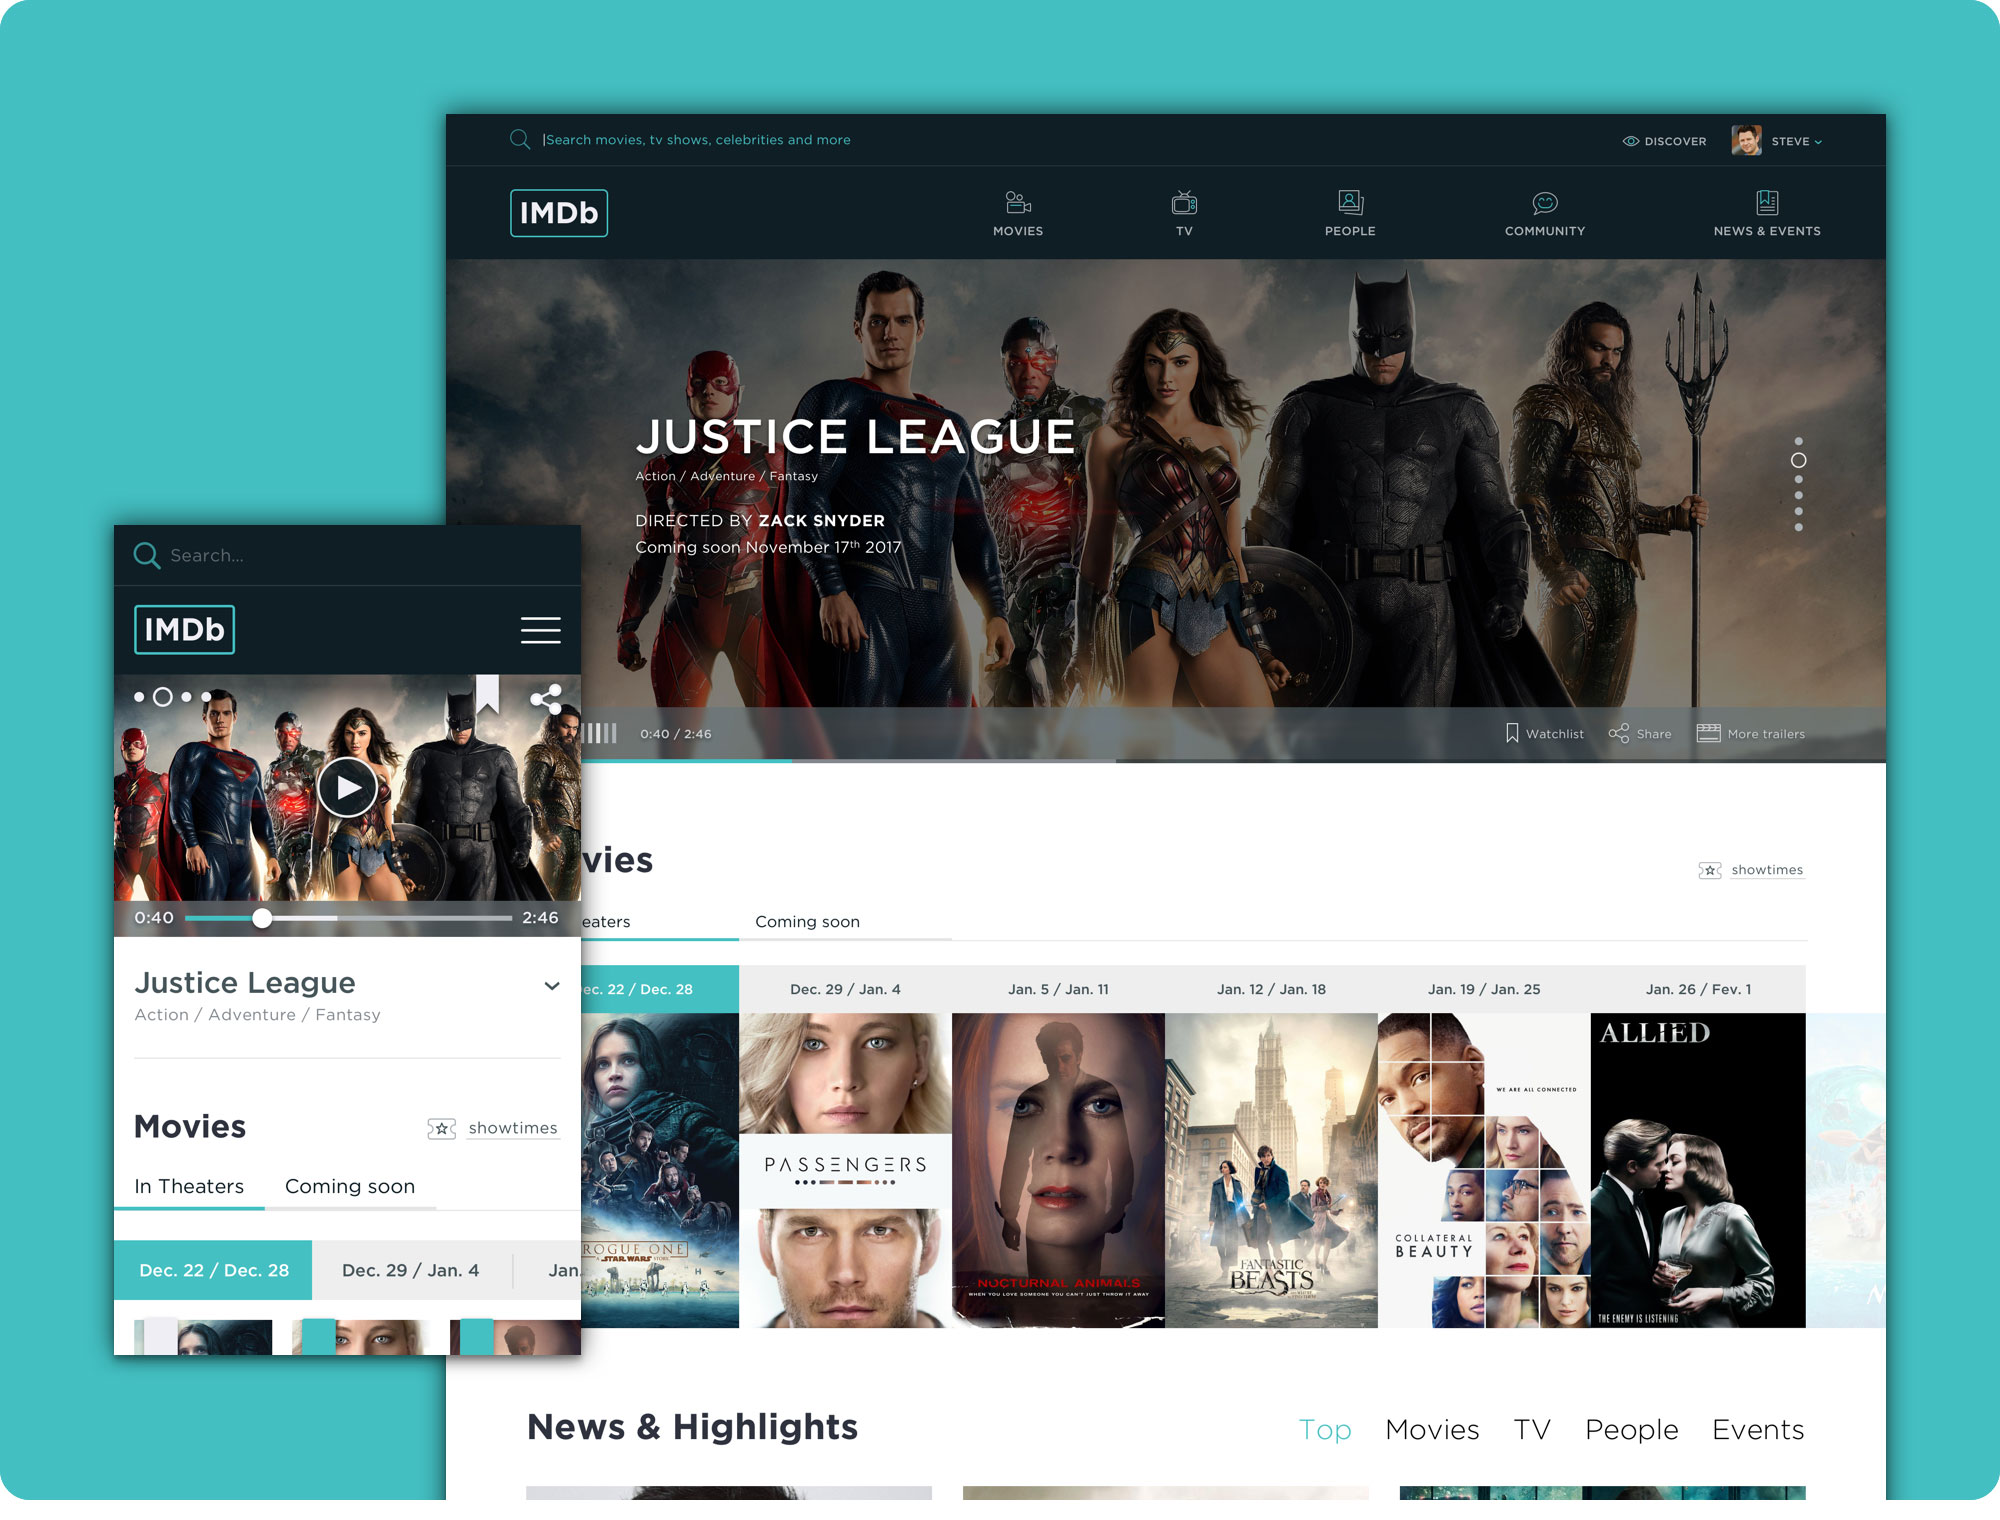 Search movies, tv shows, celebrities and more
DISCOVER
STEVE
IMDb
MOVIES
TV
PEOPLE
COMMUNITY
NEWS & EVENTS
JUSTICE LEAGUE
Action / Adventure / Fantasy
DIRECTED BY ZACK SNYDER
Coming soon November 17th 2017
0:40 / 2:46
Watchlist
Share
More trailers
vies
showtimes
eaters
Coming soon
ec. 22 / Dec. 28
Dec. 29 / Jan. 4
Jan. 5 / Jan. 11
Jan. 12 / Jan. 18
Jan. 19 / Jan. 25
Jan. 26 / Fev. 1
ROGUE ONE
A STAR WARS STORY
PASSENGERS
NOCTURNAL ANIMALS
WHEN YOU LOVE SOMEONE YOU CAN'T JUST THROW IT AWAY
FANTASTIC
BEASTS
WE ARE ALL CONNECTED
COLLATERAL
BEAUTY
ALLIED
THE ENEMY IS LISTENING
News & Highlights
Top
Movies
TV
People
Events
Search...
IMDb
0:40
2:46
Justice League
Action / Adventure / Fantasy
Movies
showtimes
In Theaters
Coming soon
Dec. 22 / Dec. 28
Dec. 29 / Jan. 4
Jan.